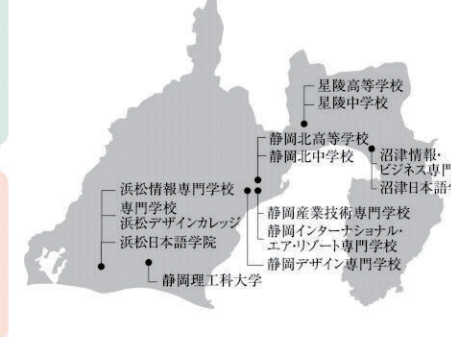 星陵高等学校
星陵中学校
静岡北高等学校
静岡北中学校
沼津情報・
ビジネス専門
沼津日本語
浜松情報専門学校
専門学校
浜松デザインカレッジ
浜松日本語学院
静岡産業技術専門学校
静岡インターナショナル・
エア・リゾート専門学校
静岡デザイン専門学校
静岡理工科大学